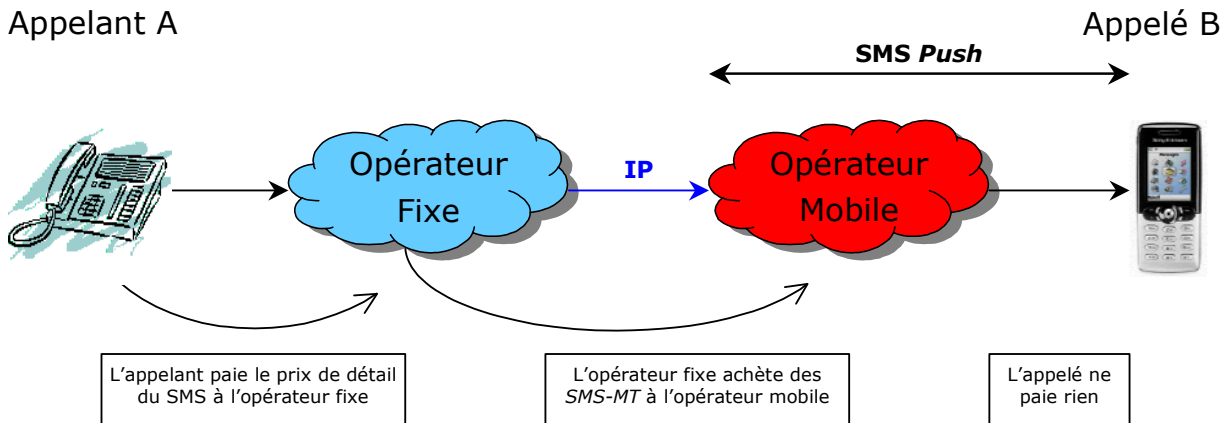 Appelant A
Appelé B
SMS Push
Opérateur
Fixe
IP
Opérateur
Mobile
L'appelant paie le prix de détail
du SMS à l'opérateur fixe
L'opérateur fixe achète des
SMS-MT à l'opérateur mobile
L'appelé ne
paie rien